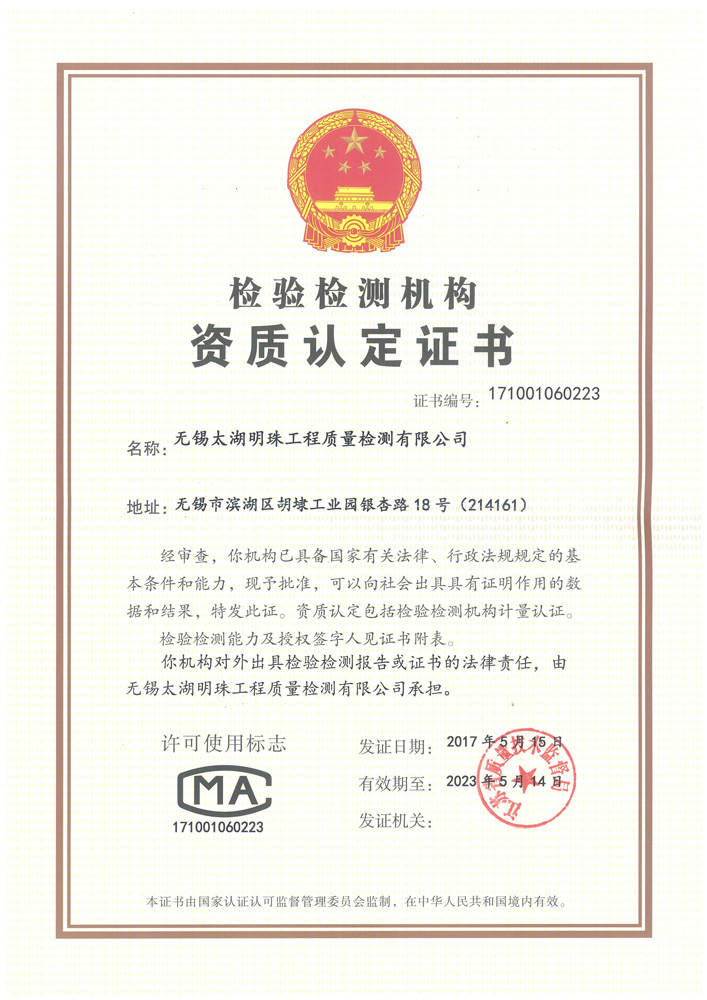 检验检测机构
资质认定证书
证书编号：171001060223
名称：无锡太湖明珠工程质量检测有限公司
地址：无锡市滨湖区胡埭工业园银杏路18号（214161）
经审查，你机构已具备国家有关法律、行政法规规定的基
本条件和能力，现予批准，可以向社会出具具有证明作用的数
据和结果，特发此证。资质认定包括检验检测机构计量认证。
检验检测能力及授权签字人见证书附表。
你机构对外出具检验检测报告或证书的法律责任，由
无锡太湖明珠工程质量检测有限公司承担。
许可使用标志
MA
171001060223
发证日期：2017年5月15日
有效期至：2023年5月14日
发证机关：
江苏省质量技术监督局
本证书由国家认证认可监督管理委员会监制，在中华人民共和国境内有效。